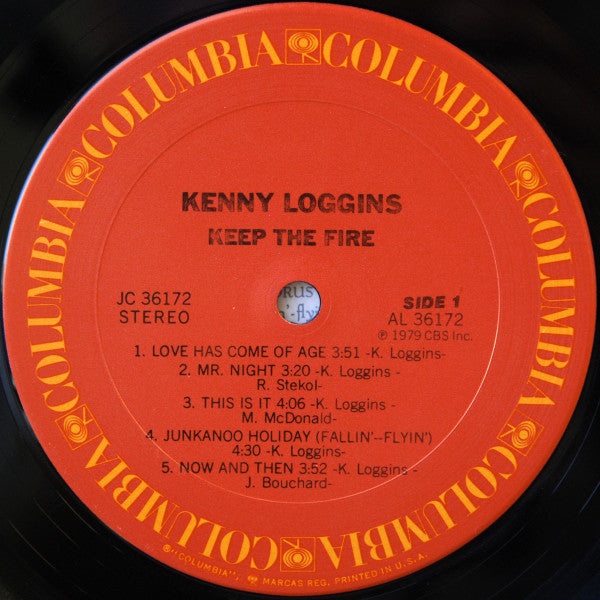 COLUMBIA COLUMBIA COLUMBIA COLUMBIA COLUMBIA COLUMBIA
KENNY LOGGINS
KEEP THE FIRE
JC 36172
STEREO
RUS
'-flyi
SIDE 1
AL 36172
℗ 1979 CBS Inc.
1. LOVE HAS COME OF AGE 3:51 -K. Loggins-
2. MR. NIGHT 3:20 -K. Loggins -
R. Stekol-
3. THIS IS IT 4:06 -K. Loggins -
M. McDonald-
4. JUNKANOO HOLIDAY (FALLIN'--FLYIN')
4:30 -K. Loggins-
5. NOW AND THEN 3:52 -K. Loggins -
J. Bouchard-
®"COLUMBIA", MARCAS REG. PRINTED IN U.S.A.